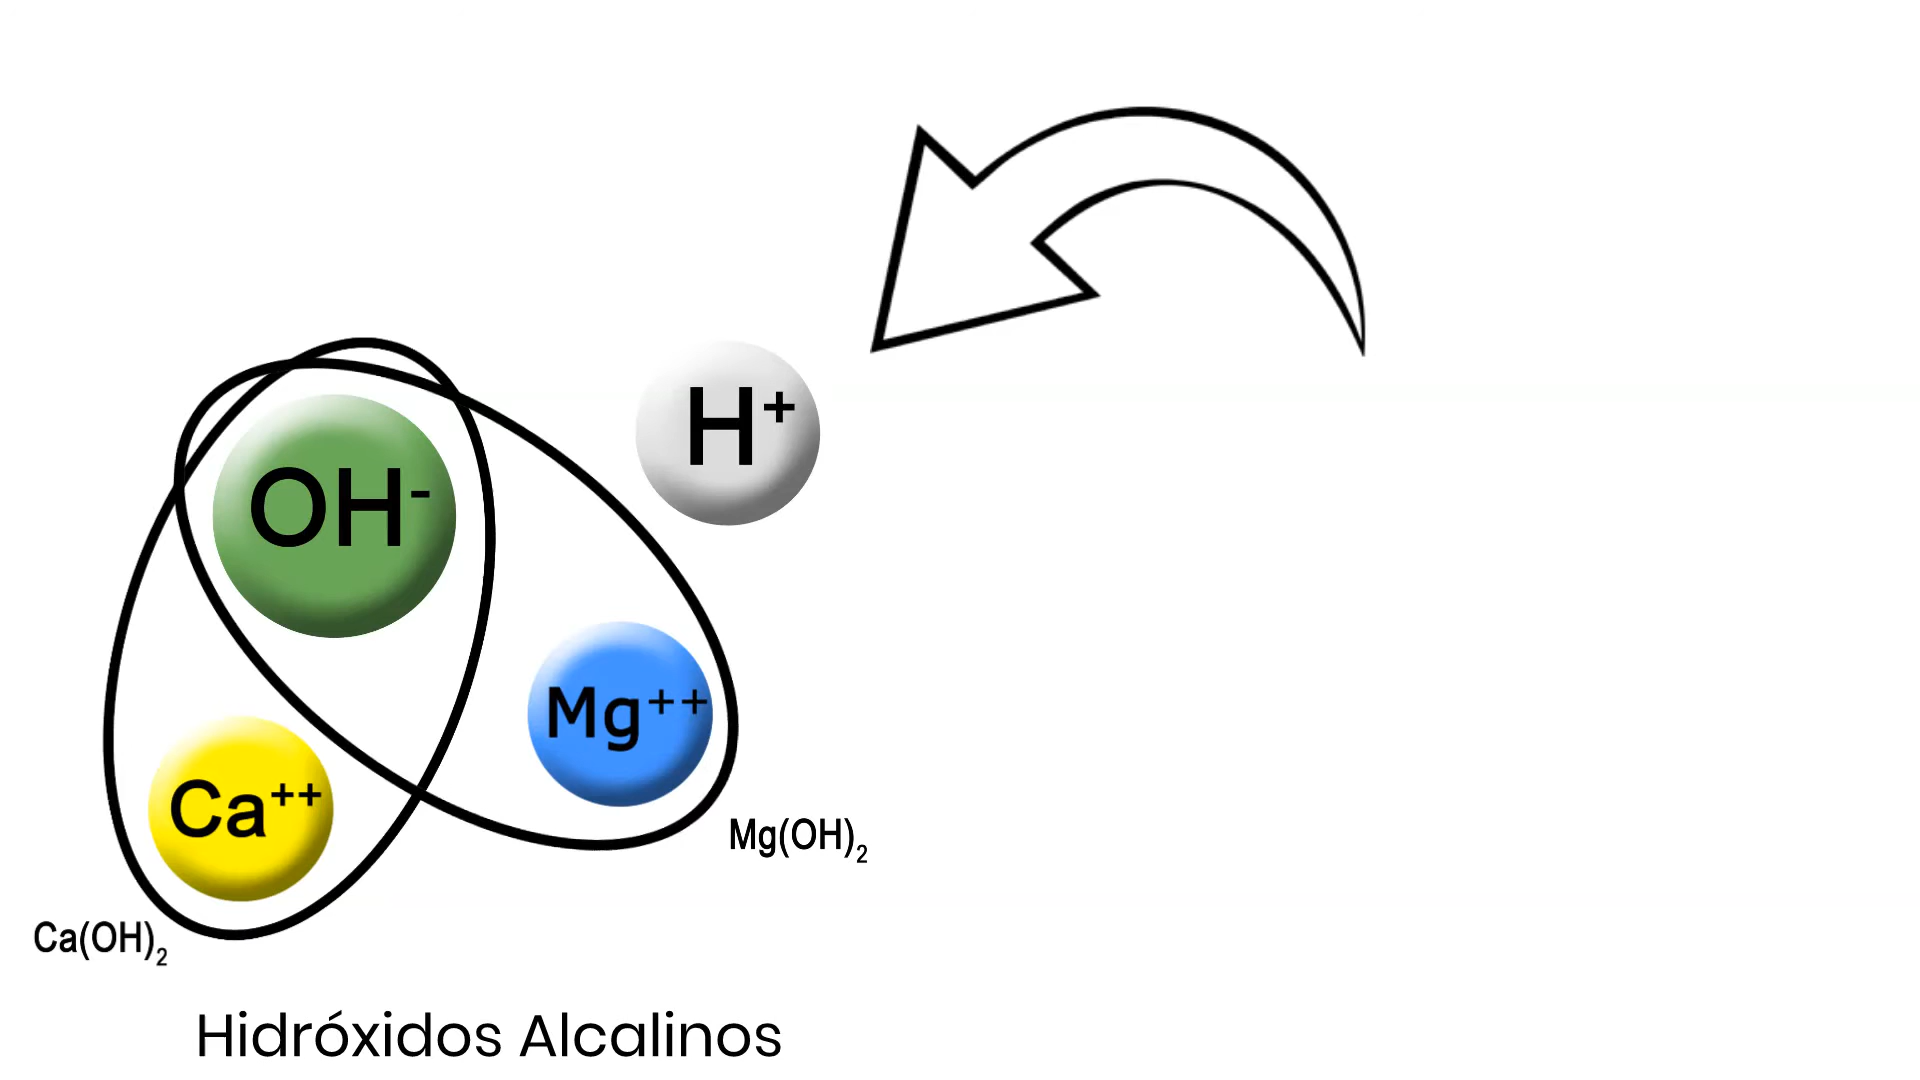 H⁺
OH⁻
Mg⁺⁺
Ca⁺⁺
Mg(OH)₂
Ca(OH)₂
Hidróxidos Alcalinos